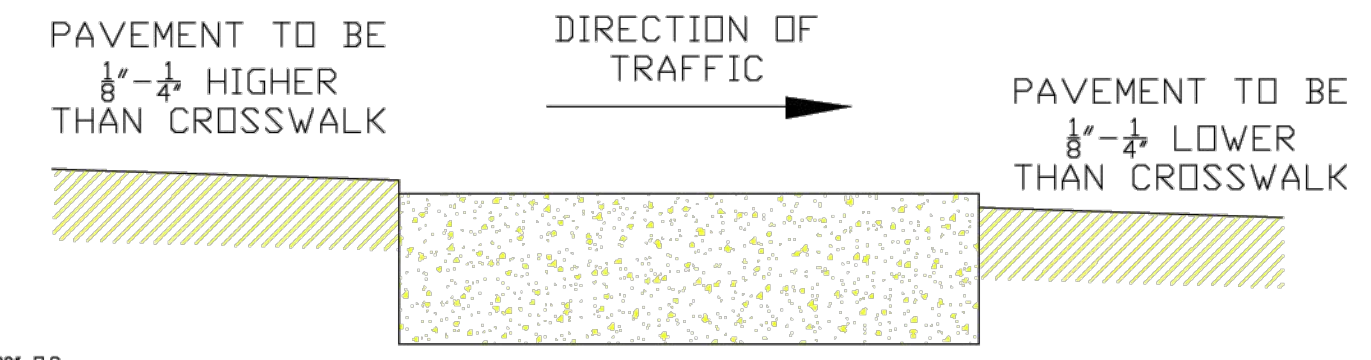 PAVEMENT TO BE
1/8"-1/4" HIGHER
THAN CROSSWALK
DIRECTION OF
TRAFFIC
PAVEMENT TO BE
1/8"-1/4" LOWER
THAN CROSSWALK